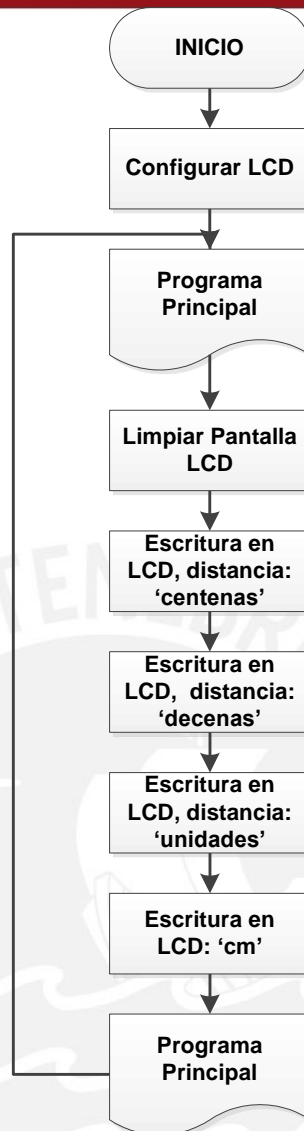 INICIO
Configurar LCD
Programa
Principal
Limpiar Pantalla
LCD
Escritura en
LCD, distancia:
‘centenas’
Escritura en
LCD, distancia:
‘decenas’
Escritura en
LCD, distancia:
‘unidades’
Escritura en
LCD: ‘cm’
Programa
Principal